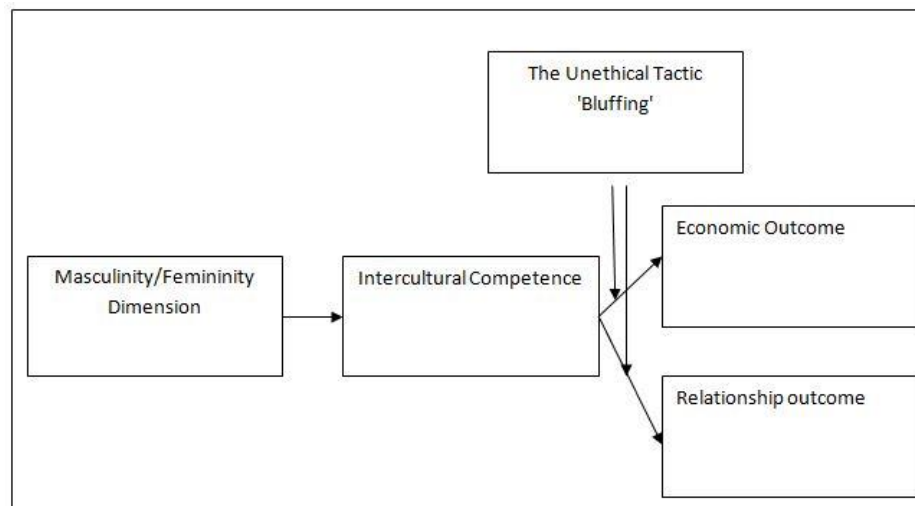 The Unethical Tactic
'Bluffing'
Economic Outcome
Masculinity/Femininity
Dimension
Intercultural Competence
Relationship outcome